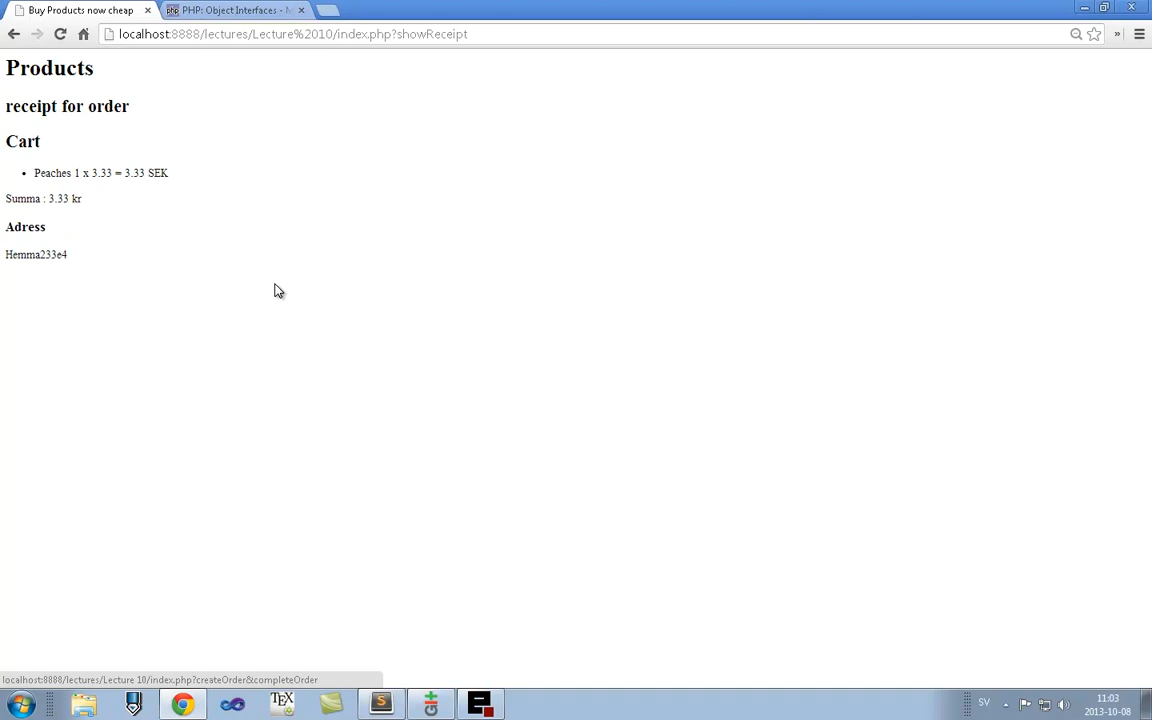 Buy Products now cheap
PHP: Object Interfaces - M
localhost:8888/lectures/Lecture%2010/index.php?showReceipt
Products
receipt for order
Cart
• Peaches 1 x 3.33 = 3.33 SEK
Summa : 3.33 kr
Adress
Hemma233e4
localhost:8888/lectures/Lecture 10/index.php?createOrder&completeOrder
SV
11:03
2013-10-08